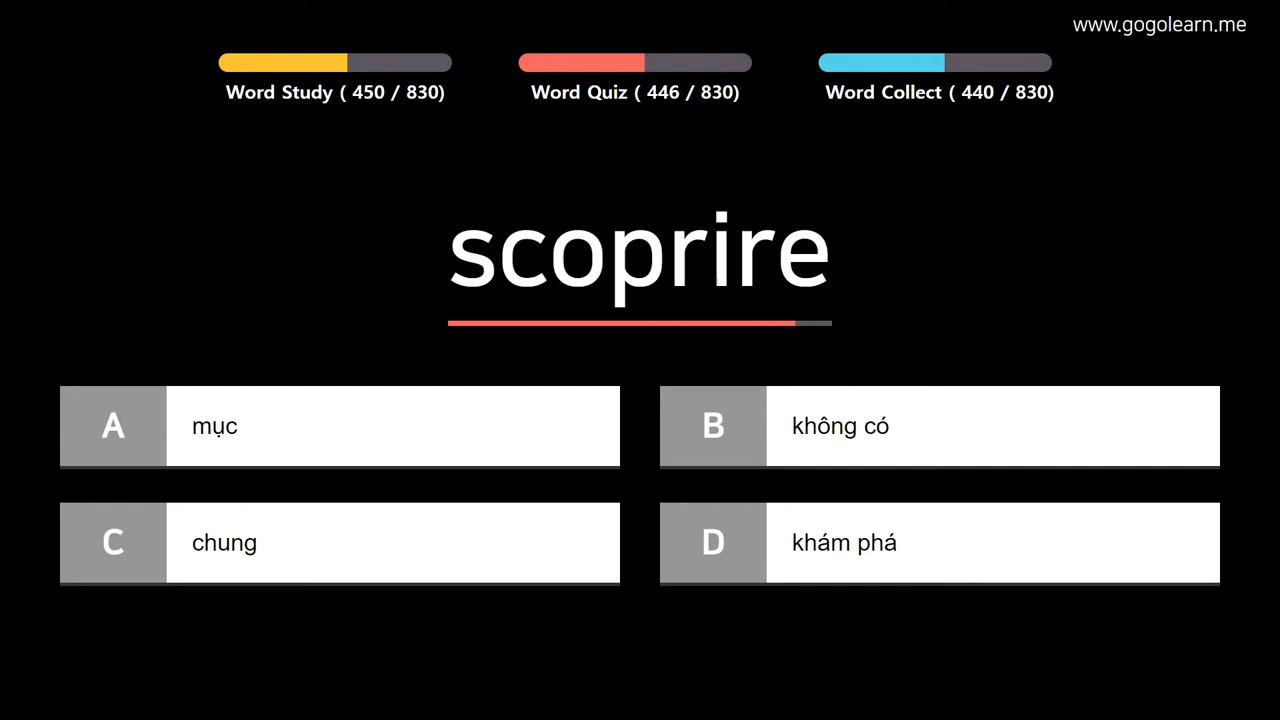 www.gogolearn.me
Word Study ( 450 / 830)
Word Quiz ( 446 / 830)
Word Collect ( 440 / 830)
scoprire
A mục
B không có
C chung
D khám phá